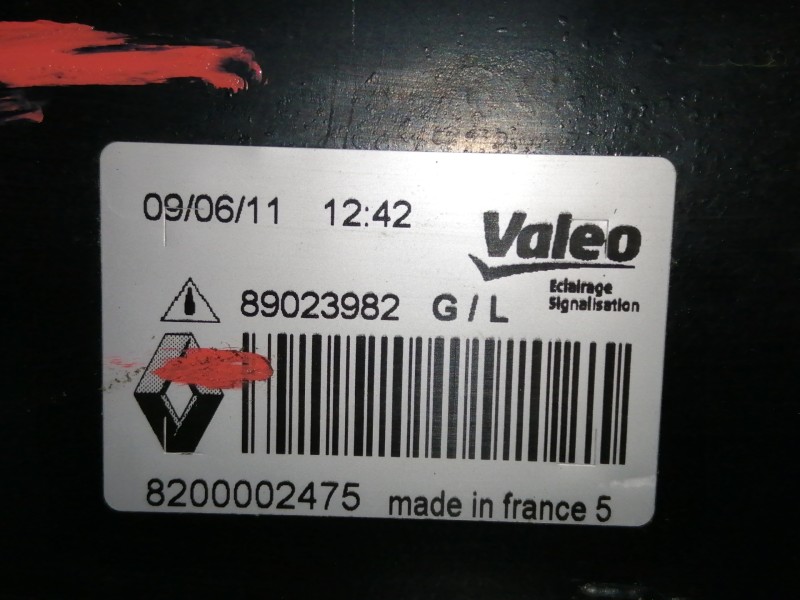 09/06/11 12:42
Valeo
Eclairage
Signalisation
89023982 G / L
8200002475 made in france 5